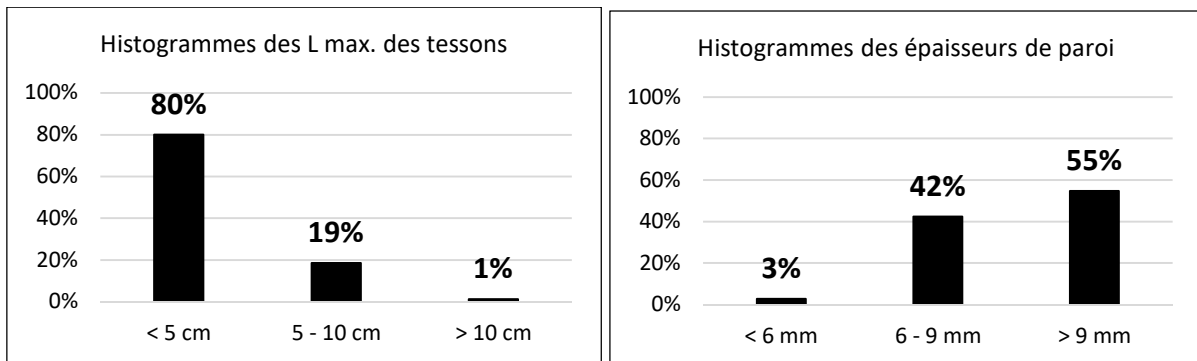 Histogrammes des L max. des tessons
100%
80%
60%
40%
20%
0%
80%
19%
1%
< 5 cm
5 - 10 cm
> 10 cm
Histogrammes des épaisseurs de paroi
100%
80%
60%
40%
20%
0%
3%
42%
55%
< 6 mm
6 - 9 mm
> 9 mm